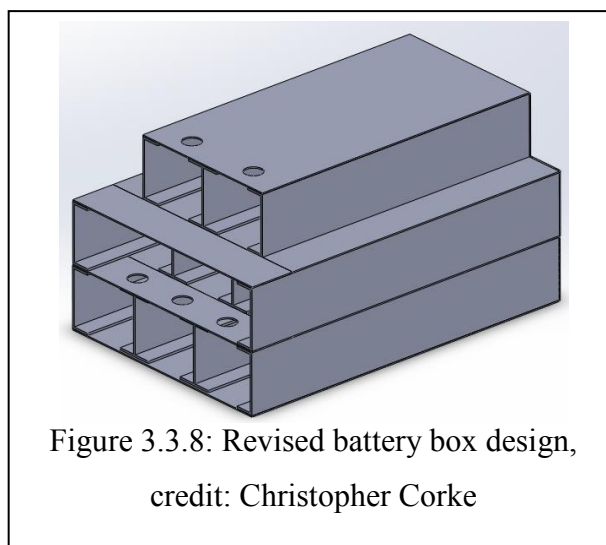 Figure 3.3.8: Revised battery box design,
credit: Christopher Corke